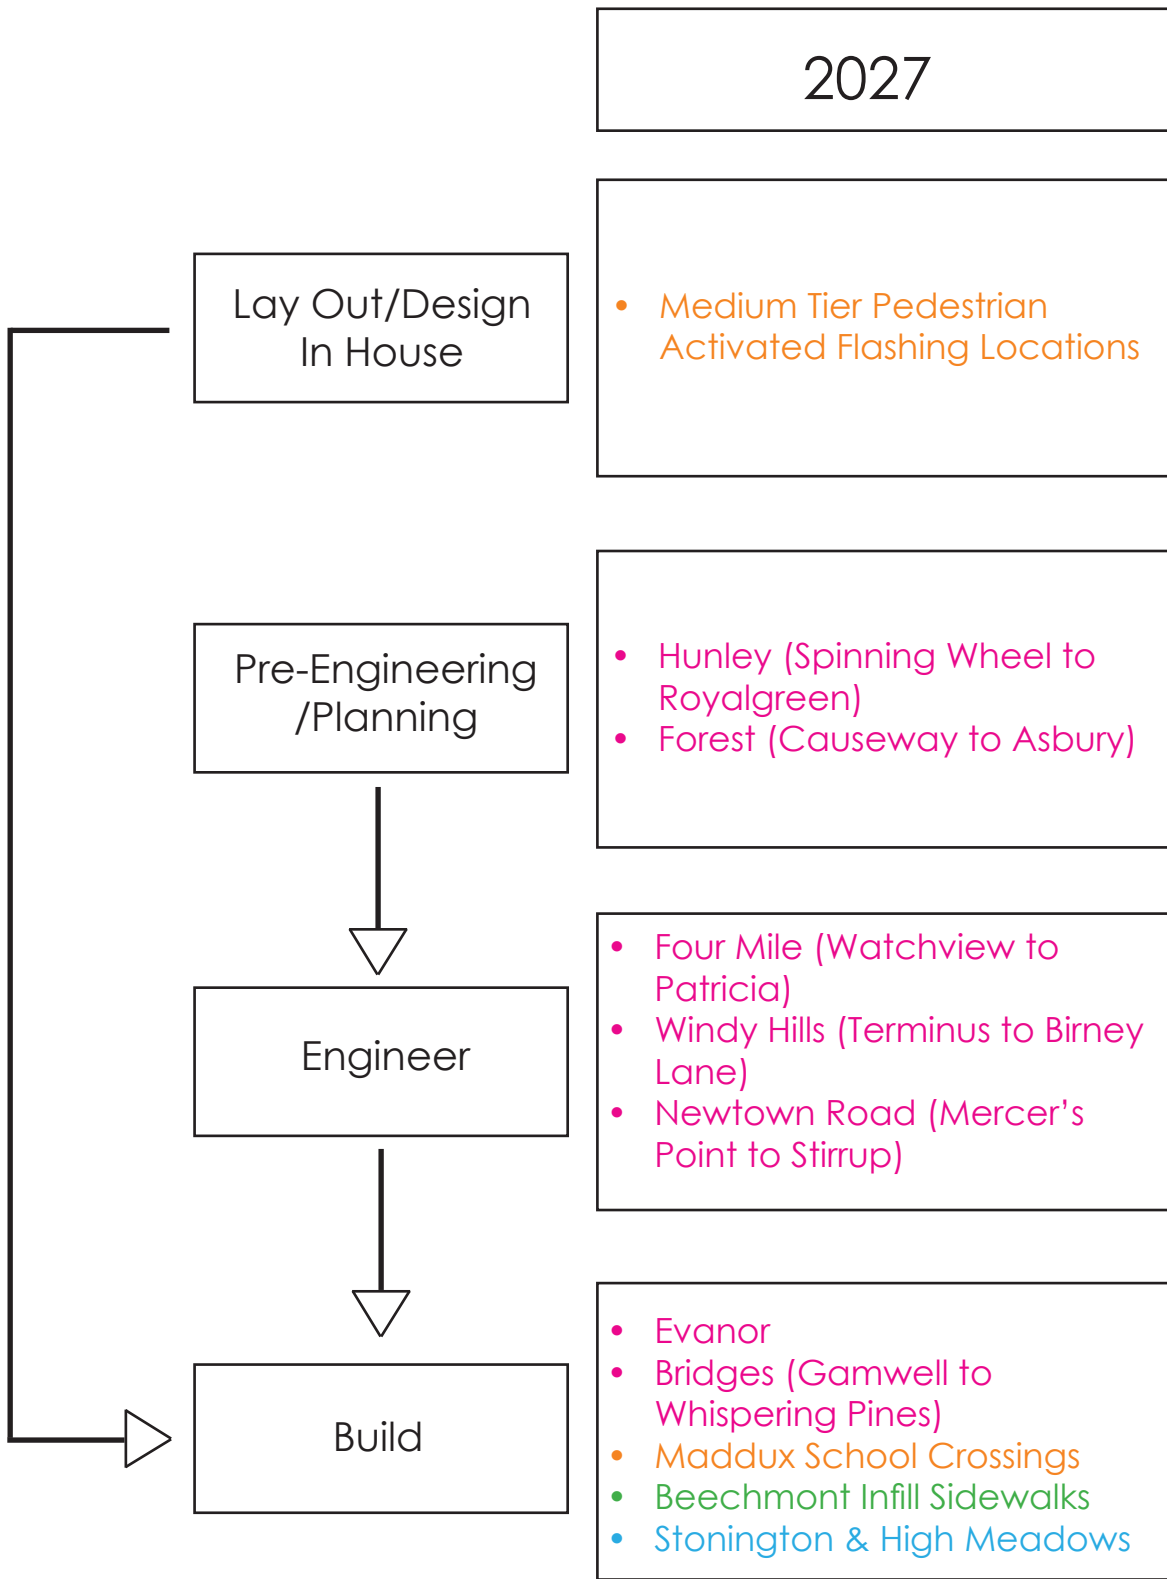 2027
Lay Out/Design
In House
• Medium Tier Pedestrian
Activated Flashing Locations
Pre-Engineering
/Planning
• Hunley (Spinning Wheel to
Royalgreen)
• Forest (Causeway to Asbury)
Engineer
• Four Mile (Watchview to
Patricia)
• Windy Hills (Terminus to Birney
Lane)
• Newtown Road (Mercer’s
Point to Stirrup)
Build
• Evanor
• Bridges (Gamwell to
Whispering Pines)
• Maddux School Crossings
• Beechmont Infill Sidewalks
• Stonington & High Meadows